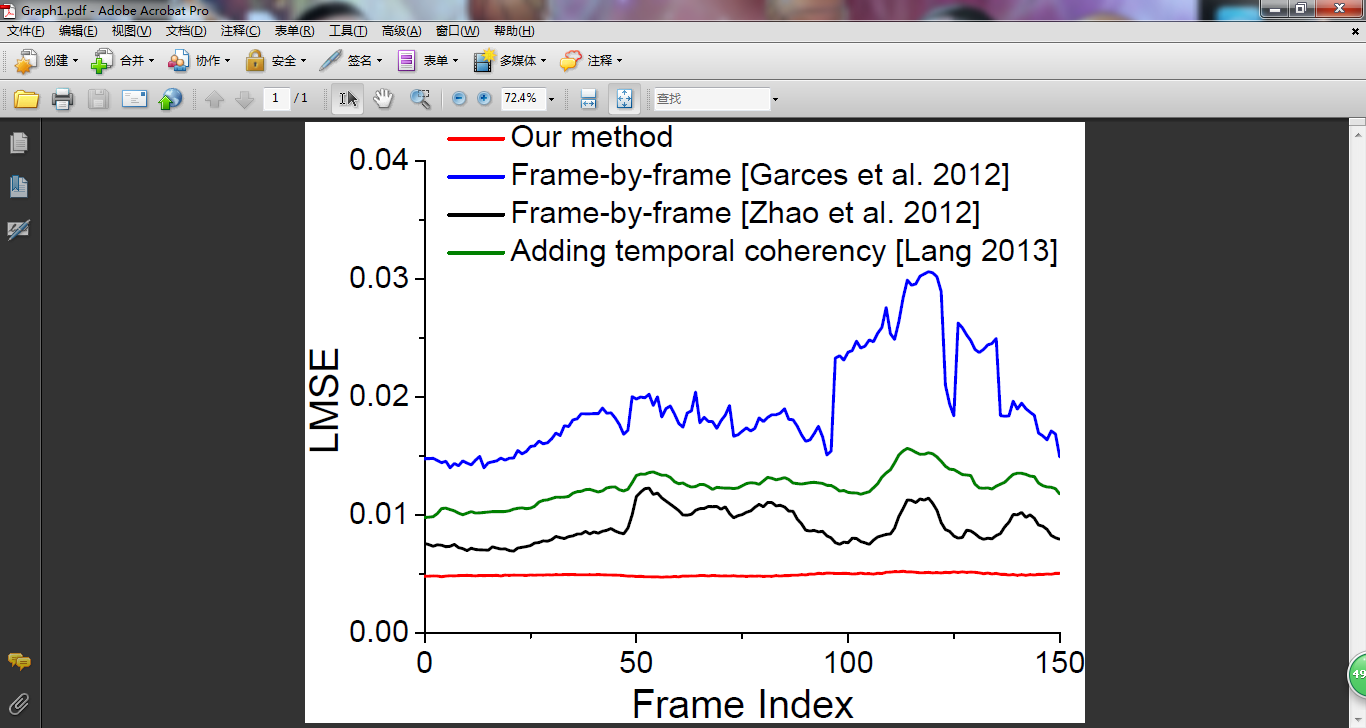 Graph1.pdf - Adobe Acrobat Pro
文件(F) 编辑(E) 视图(V) 文档(D) 注释(C) 表单(R) 工具(T) 高级(A) 窗口(W) 帮助(H)
创建 合并 协作 安全 签名 表单 多媒体 注释
1 / 1 72.4% 查找
Our method
Frame-by-frame [Garces et al. 2012]
Frame-by-frame [Zhao et al. 2012]
Adding temporal coherency [Lang 2013]
0.04
0.03
0.02
0.01
0.00
LMSE
0 50 100 150
Frame Index
49